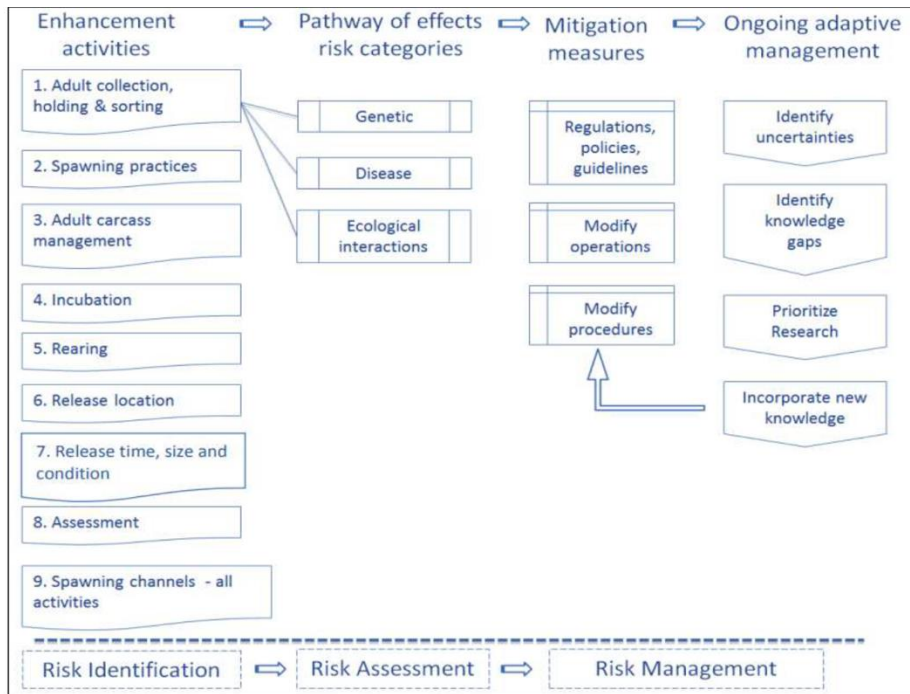 Enhancement
activities
Pathway of effects
risk categories
Mitigation
measures
Ongoing adaptive
management
1. Adult collection,
holding & sorting
2. Spawning practices
3. Adult carcass
management
4. Incubation
5. Rearing
6. Release location
7. Release time, size and
condition
8. Assessment
9. Spawning channels - all
activities
Genetic
Disease
Ecological
interactions
Regulations,
policies,
guidelines
Modify
operations
Modify
procedures
Identify
uncertainties
Identify
knowledge
gaps
Prioritize
Research
Incorporate new
knowledge
Risk Identification
Risk Assessment
Risk Management